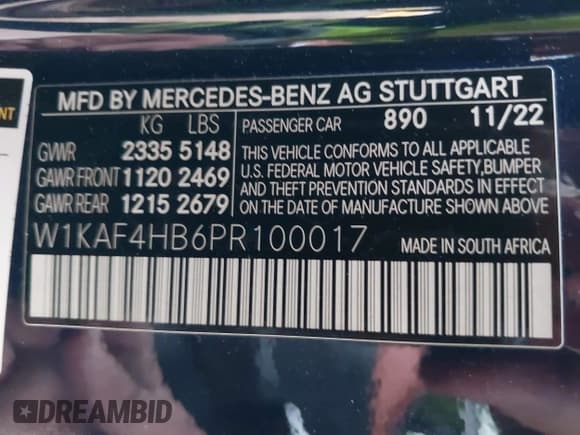 MFD BY MERCEDES-BENZ AG STUTTGART
KG LBS PASSENGER CAR 890 11/22
GVWR 2335 5148
GAWR FRONT 1120 2469
GAWR REAR 1215 2679
THIS VEHICLE CONFORMS TO ALL APPLICABLE
U.S. FEDERAL MOTOR VEHICLE SAFETY,BUMPER
AND THEFT PREVENTION STANDARDS IN EFFECT
ON THE DATE OF MANUFACTURE SHOWN ABOVE
W1KAF4HB6PR100017 MADE IN SOUTH AFRICA
DREAMBID